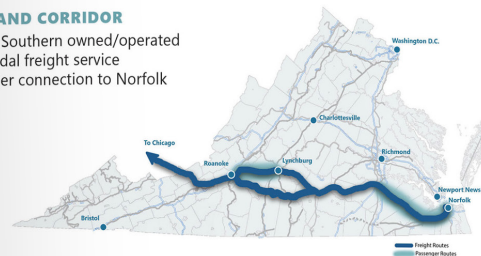 AND CORRIDOR
Southern owned/operated
dal freight service
er connection to Norfolk
Washington D.C.
Charlottesville
To Chicago
Richmond
Roanoke
Lynchburg
Newport News
Norfolk
Bristol
Freight Routes
Passenger Routes